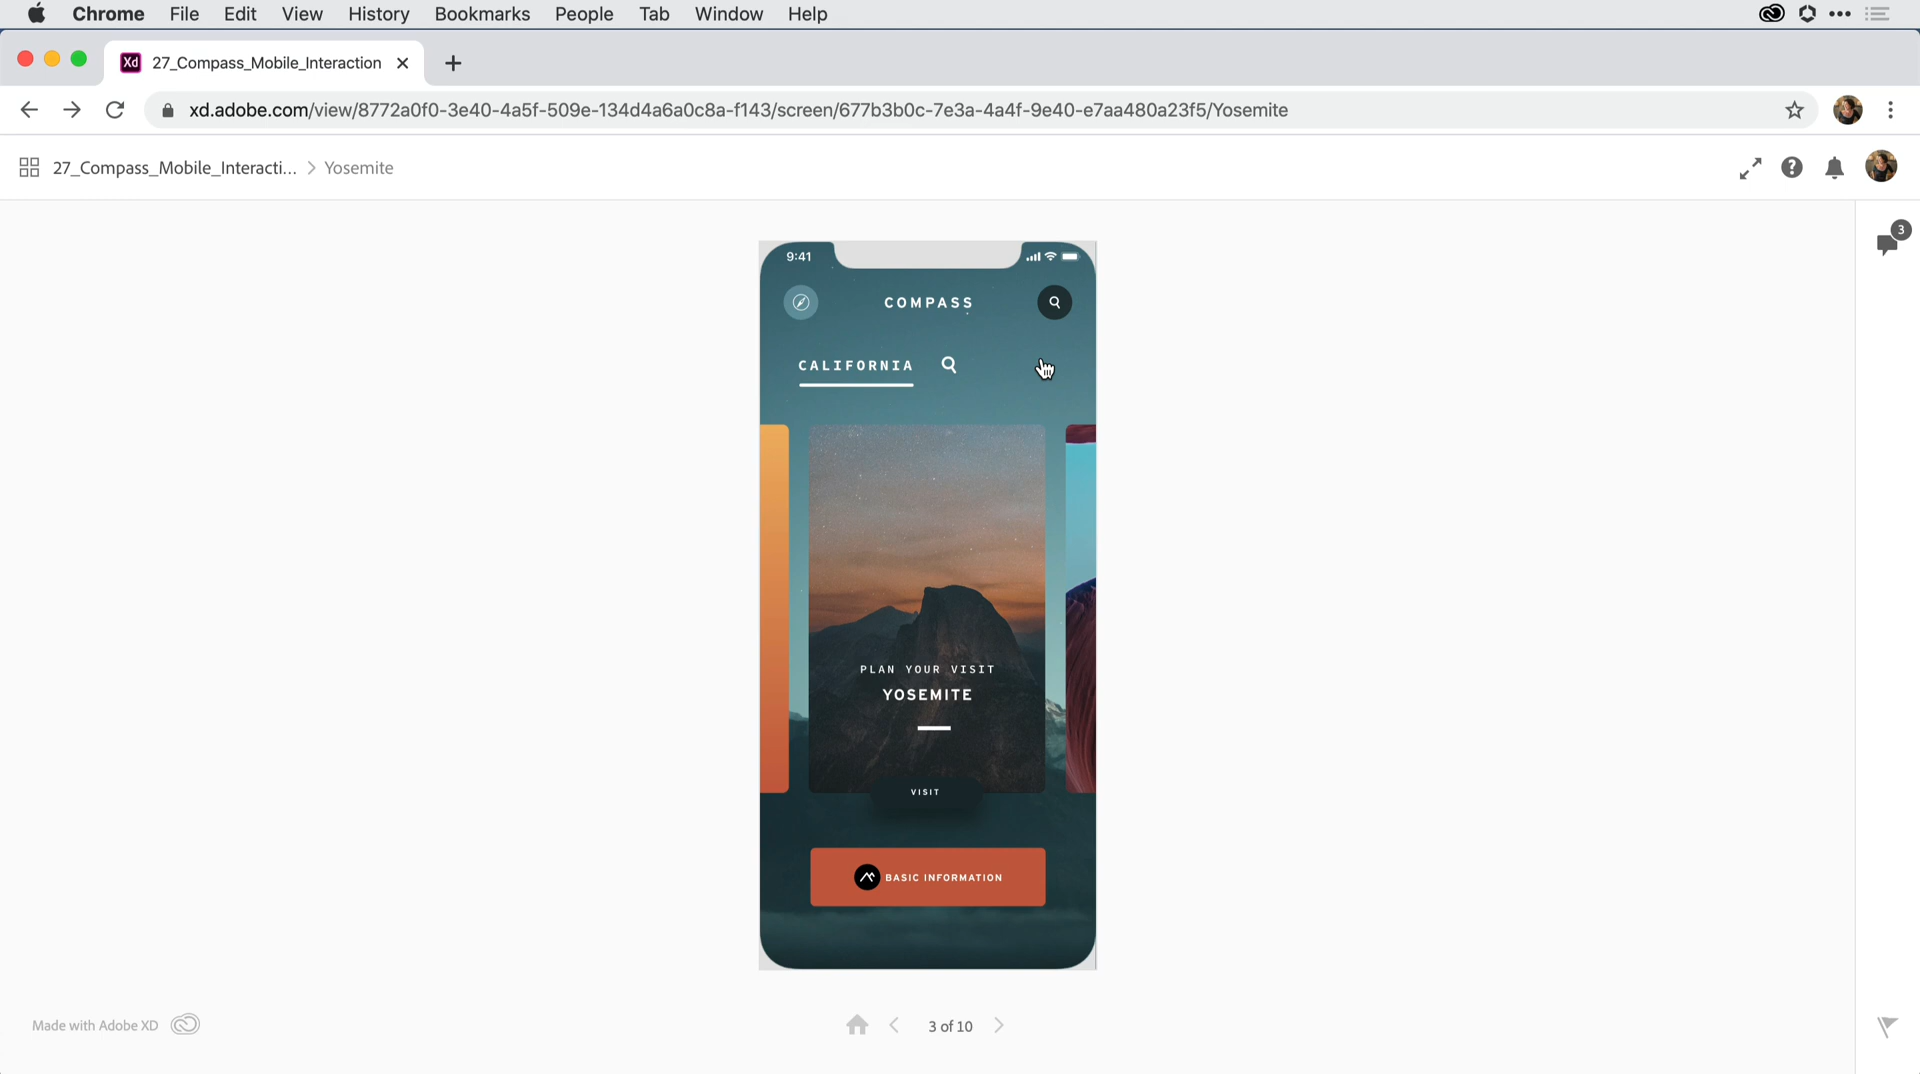 Chrome File Edit View History Bookmarks People Tab Window Help
Xd 27_Compass_Mobile_Interaction
xd.adobe.com/view/8772a0f0-3e40-4a5f-509e-134d4a6a0c8a-f143/screen/677b3b0c-7e3a-4a4f-9e40-e7aa480a23f5/Yosemite
27_Compass_Mobile_Interacti... > Yosemite
3
9:41
COMPASS
CALIFORNIA
PLAN YOUR VISIT
YOSEMITE
VISIT
BASIC INFORMATION
Made with Adobe XD
3 of 10